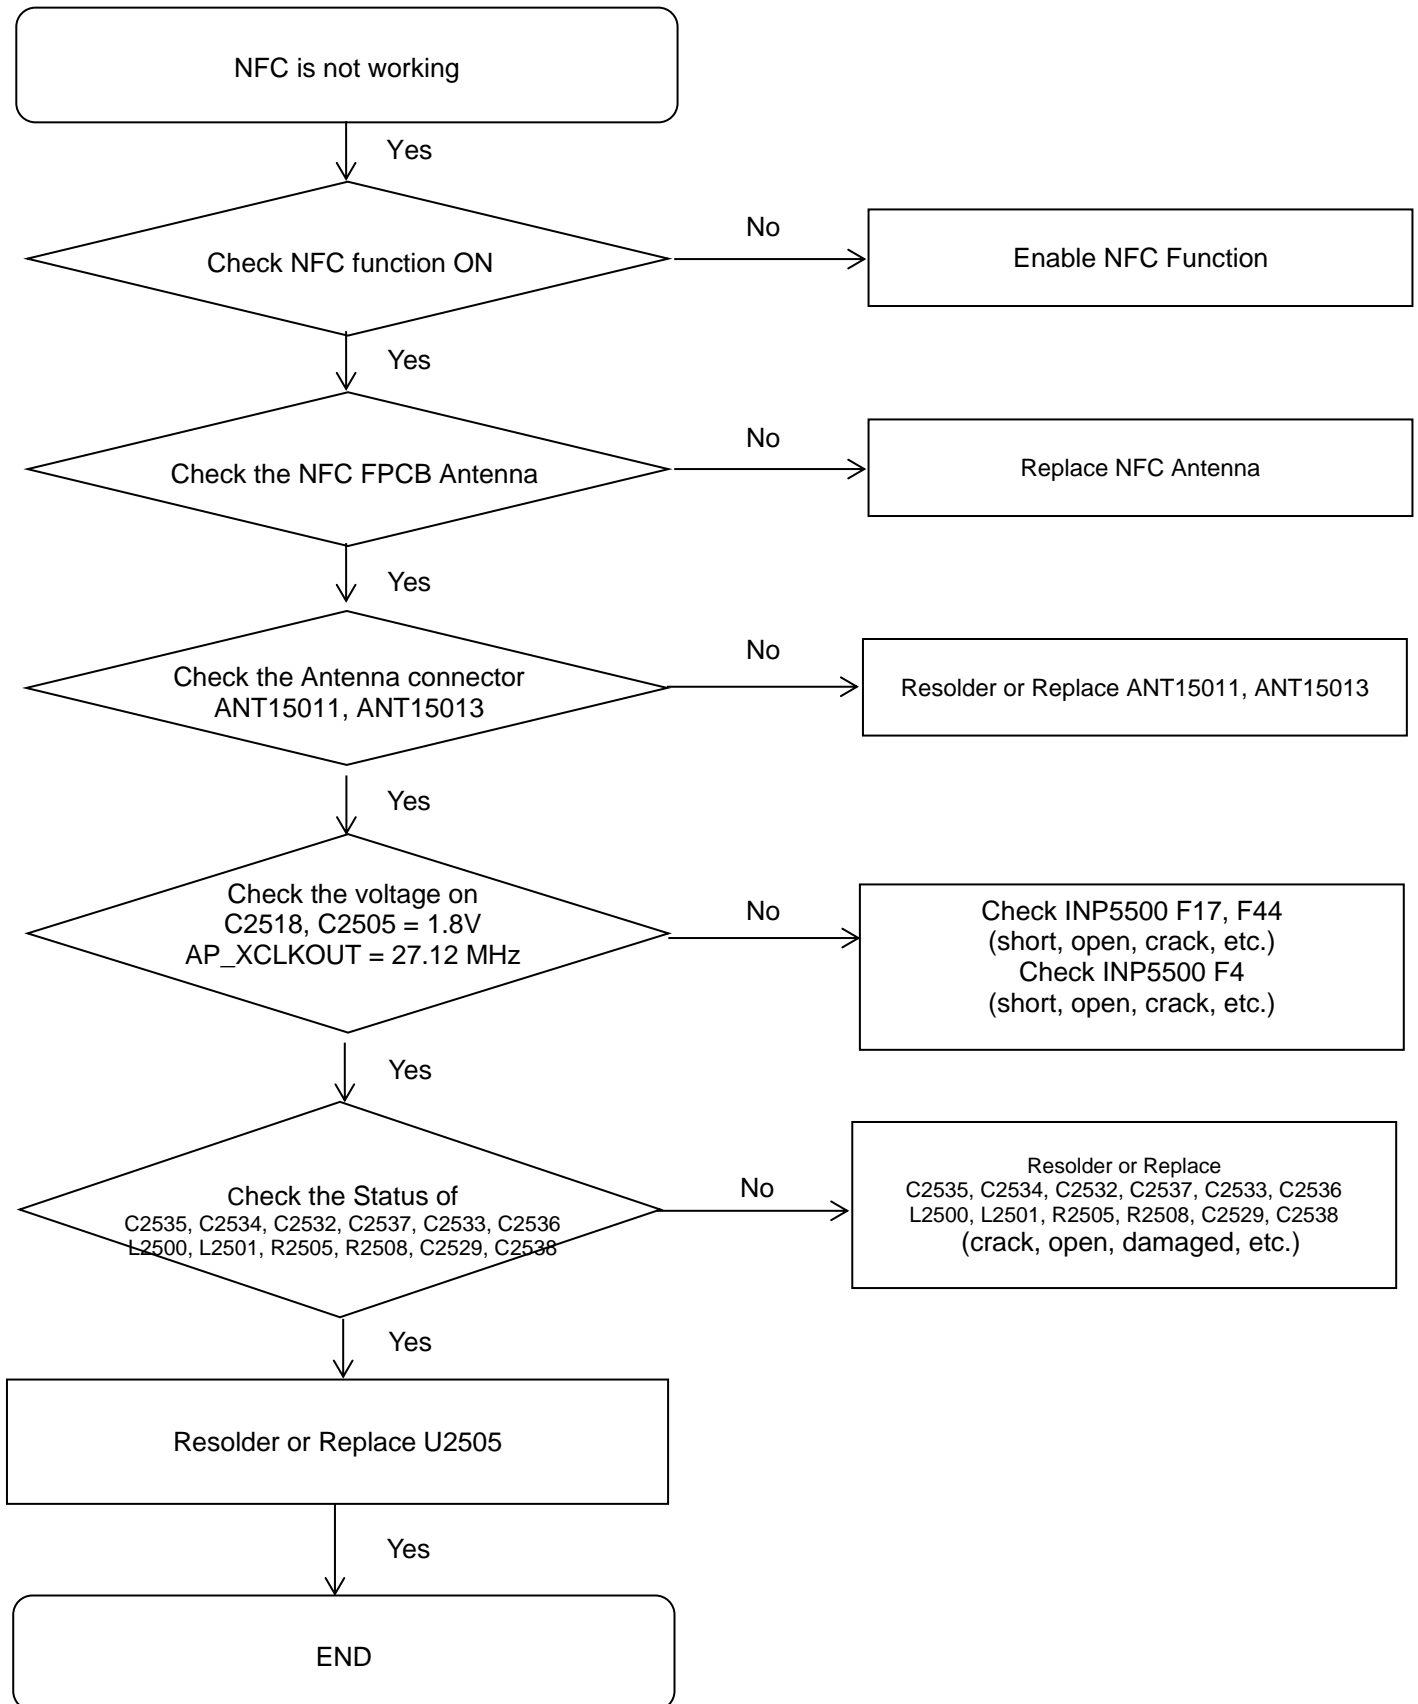 NFC is not working
Yes
Check NFC function ON
No
Enable NFC Function
Yes
Check the NFC FPCB Antenna
No
Replace NFC Antenna
Yes
Check the Antenna connector
ANT15011, ANT15013
No
Resolder or Replace ANT15011, ANT15013
Yes
Check the voltage on
C2518, C2505 = 1.8V
AP_XCLKOUT = 27.12 MHz
No
Check INP5500 F17, F44
(short, open, crack, etc.)
Check INP5500 F4
(short, open, crack, etc.)
Yes
Check the Status of
C2535, C2534, C2532, C2537, C2533, C2536
L2500, L2501, R2505, R2508, C2529, C2538
No
Resolder or Replace
C2535, C2534, C2532, C2537, C2533, C2536
L2500, L2501, R2505, R2508, C2529, C2538
(crack, open, damaged, etc.)
Yes
Resolder or Replace U2505
Yes
END